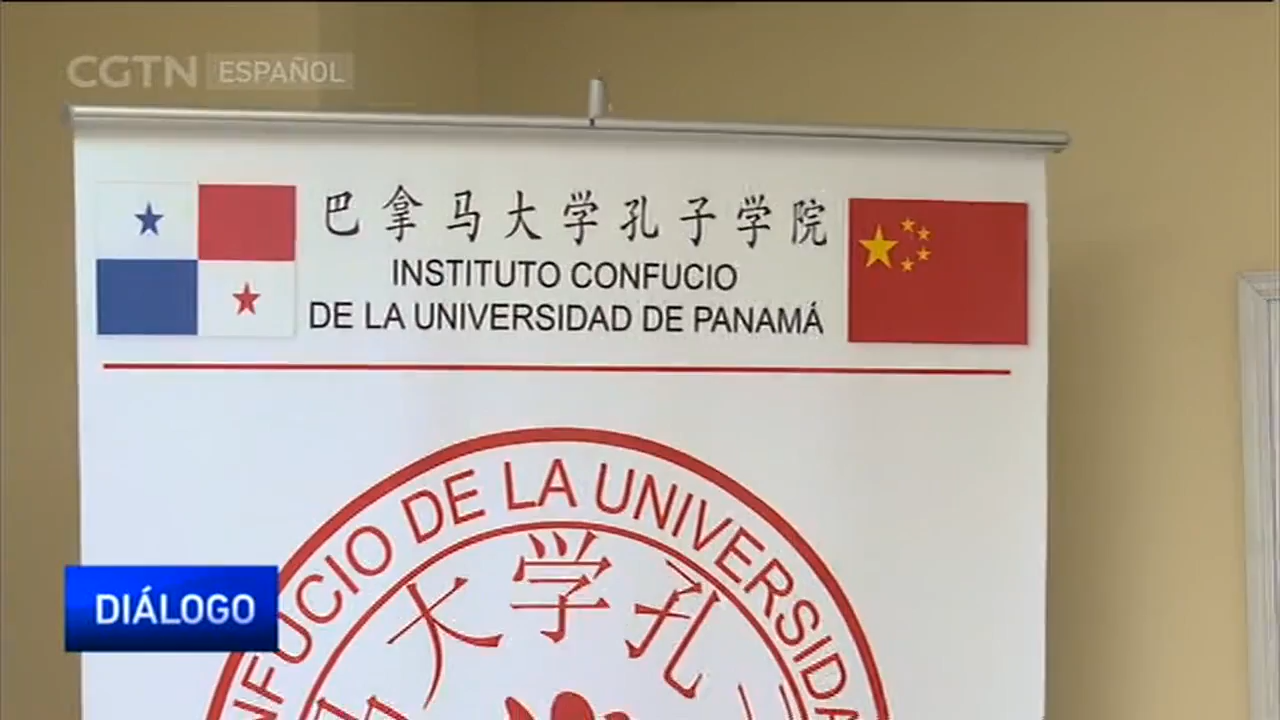 CGTN ESPAÑOL
巴拿马大学孔子学院
INSTITUTO CONFUCIO
DE LA UNIVERSIDAD DE PANAMÁ
DE LA UNIVERSIDA
大学孔
DIÁLOGO